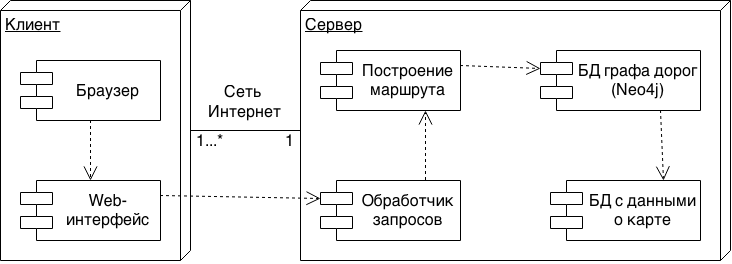 Клиент
Браузер
Web-
интерфейс
Сеть
Интернет
1...*
1
Сервер
Построение
маршрута
БД графа дорог
(Neo4j)
Обработчик
запросов
БД с данными
о карте